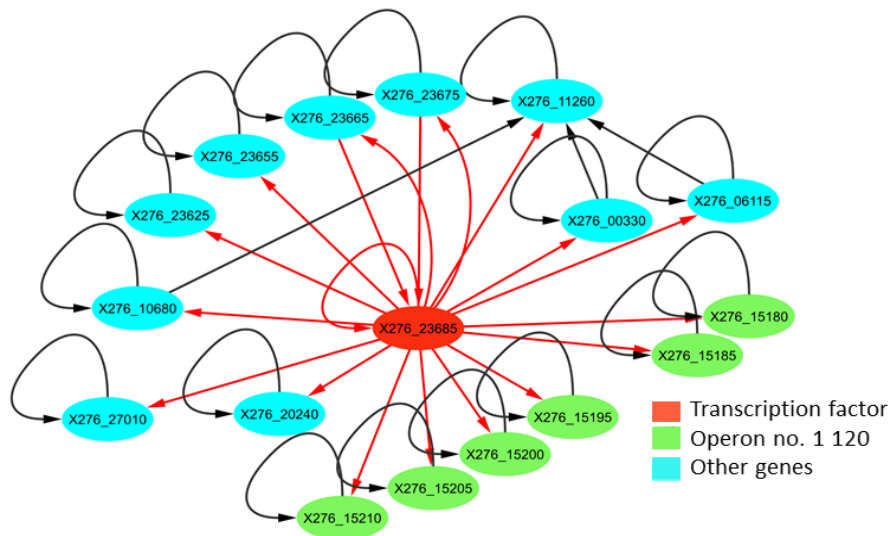 X276_23675
X276_11260
X276_23665
X276_23655
X276_06115
X276_23625
X276_00330
X276_10680
X276_15180
X276_23685
X276_15185
X276_27010
X276_20240
X276_15195
Transcription factor
X276_15200
Operon no. 1 120
X276_15205
Other genes
X276_15210